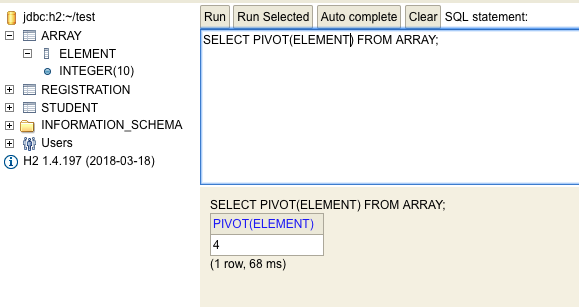 jdbc:h2:~/test
ARRAY
ELEMENT
INTEGER(10)
REGISTRATION
STUDENT
INFORMATION_SCHEMA
Users
H2 1.4.197 (2018-03-18)
Run Run Selected Auto complete Clear SQL statement:
SELECT PIVOT(ELEMENT) FROM ARRAY;
SELECT PIVOT(ELEMENT) FROM ARRAY;
PIVOT(ELEMENT)
4
(1 row, 68 ms)